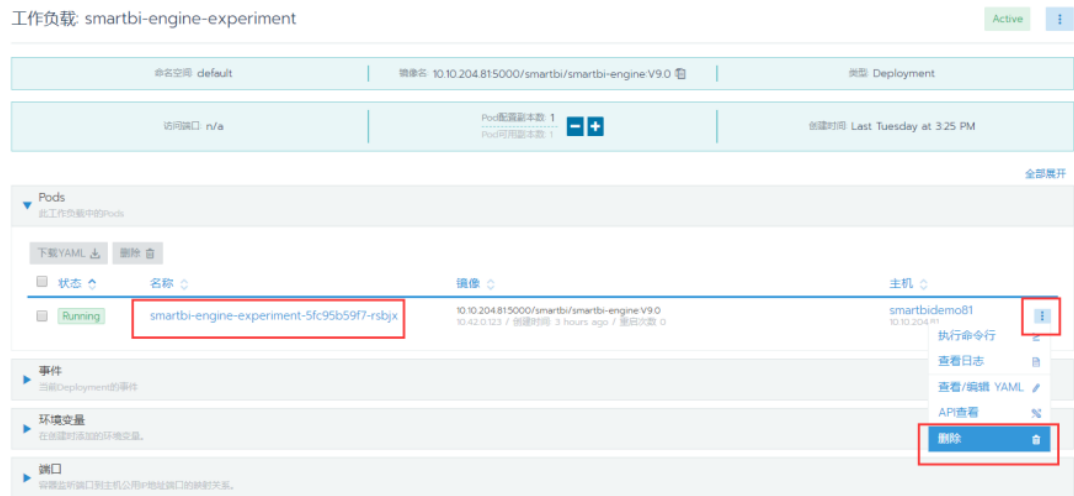 工作负载: smartbi-engine-experiment
Active
命名空间: default
镜像名: 10.10.204.81:5000/smartbi/smartbi-engine:V9.0
类型: Deployment
访问端口: n/a
Pod配置副本数: 1
Pod可用副本数: 1
创建时间: Last Tuesday at 3:25 PM
全部展开
Pods
此工作负载中的Pods
下载YAML
删除
状态 名称 镜像 主机
Running smartbi-engine-experiment-5fc95b59f7-rsbjx 10.10.204.81:5000/smartbi/smartbi-engine:V9.0 smartbidemo81
10.42.0.123 / 创建时间: 3 hours ago / 重启次数: 0 10.10.204.81
执行命令行
查看日志
查看/编辑 YAML
API查看
删除
事件
当前Deployment的事件
环境变量
在创建时添加的环境变量。
端口
容器监听端口到主机公用IP地址端口的映射关系。